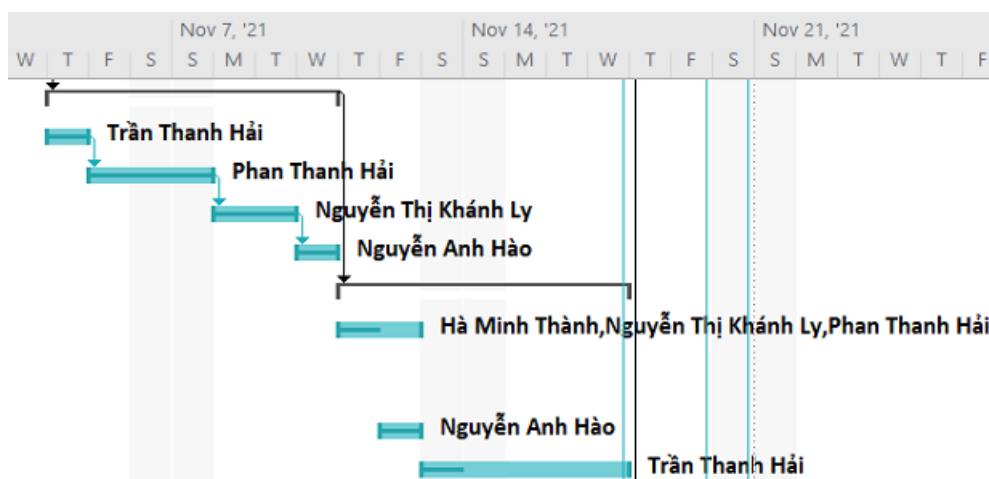 Nov 7, '21 Nov 14, '21 Nov 21, '21
W T F S S M T W T F S S M T W T F S S M T W T F
Trần Thanh Hải
Phan Thanh Hải
Nguyễn Thị Khánh Ly
Nguyễn Anh Hào
Hà Minh Thành,Nguyễn Thị Khánh Ly,Phan Thanh Hải
Nguyễn Anh Hào
Trần Thanh Hải